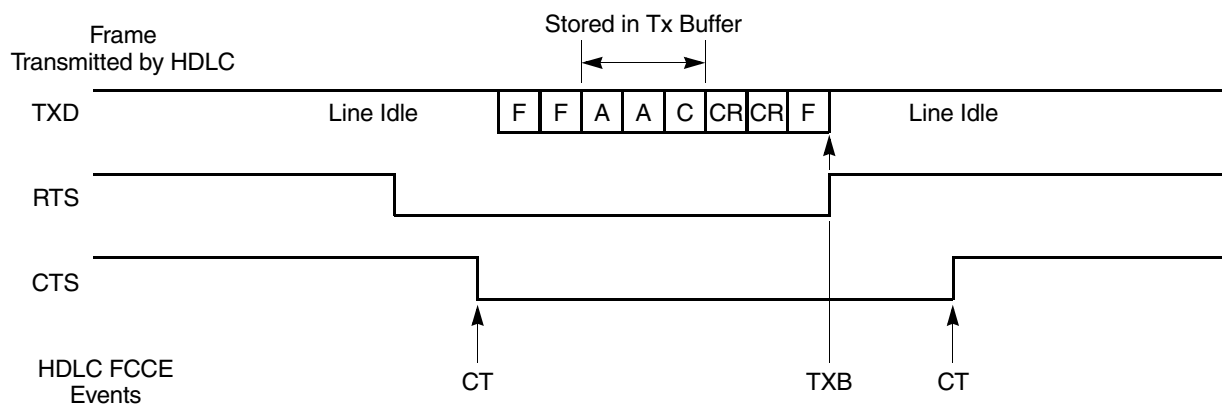 Stored in Tx Buffer
Frame
Transmitted by HDLC
TXD
Line Idle
F F A A C CR CR F
Line Idle
RTS
CTS
HDLC FCCE
Events
CT
TXB
CT